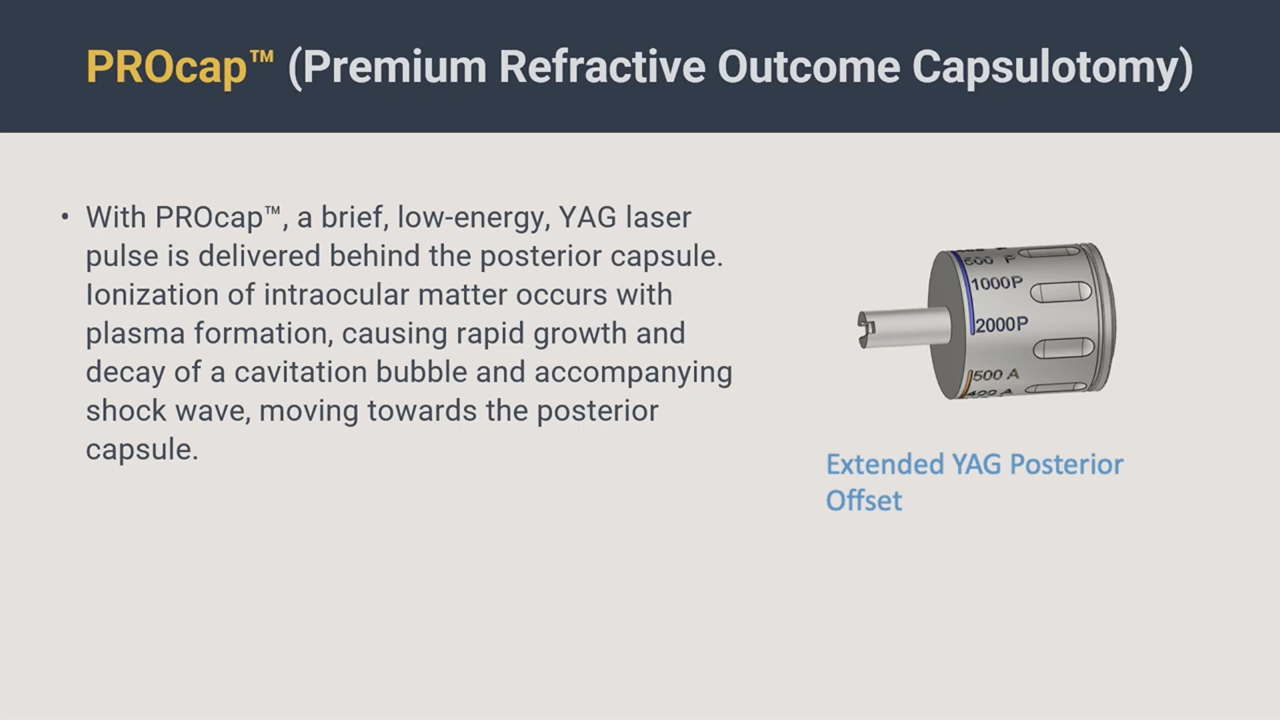 PROcap™ (Premium Refractive Outcome Capsulotomy)
• With PROcap™, a brief, low-energy, YAG laser
pulse is delivered behind the posterior capsule.
Ionization of intraocular matter occurs with
plasma formation, causing rapid growth and
decay of a cavitation bubble and accompanying
shock wave, moving towards the posterior
capsule.
500 P
1000P
2000P
500 A
Extended YAG Posterior
Offset